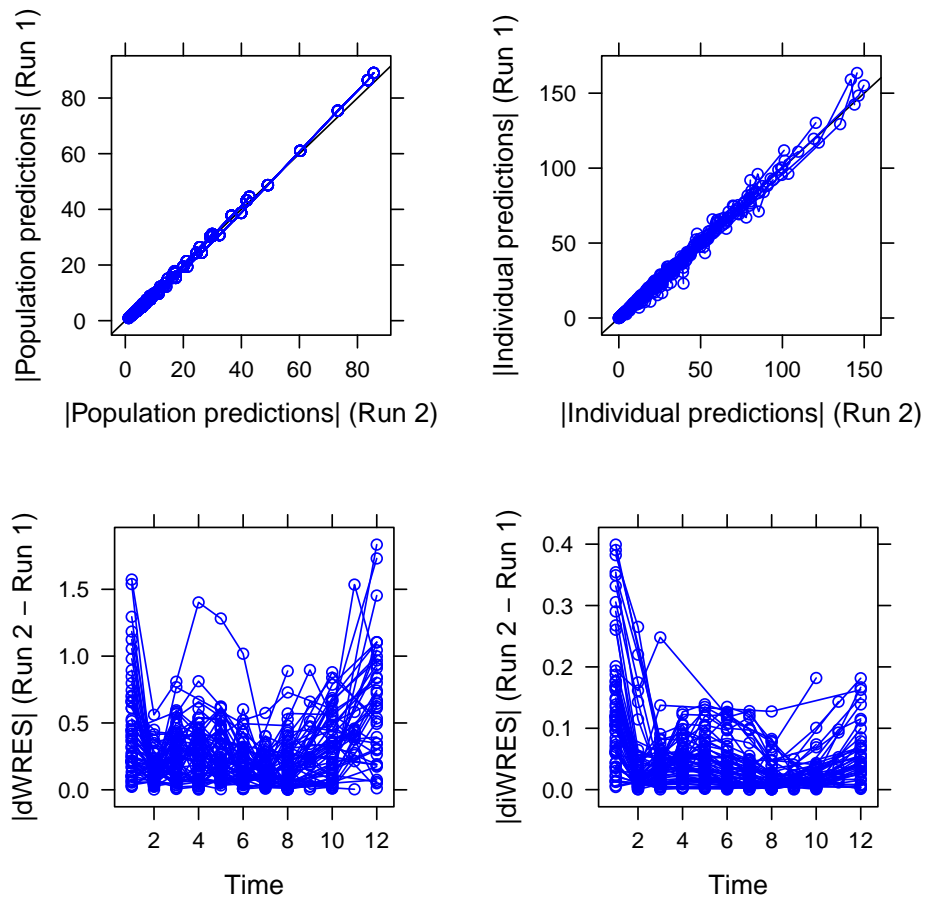 |Population predictions| (Run 1)
80
60
40
20
0
0 20 40 60 80
|Population predictions| (Run 2)
|Individual predictions| (Run 1)
150
100
50
0
0 50 100 150
|Individual predictions| (Run 2)
|dWRES| (Run 2 − Run 1)
1.5
1.0
0.5
0.0
2 4 6 8 10 12
Time
|diWRES| (Run 2 − Run 1)
0.4
0.3
0.2
0.1
0.0
2 4 6 8 10 12
Time